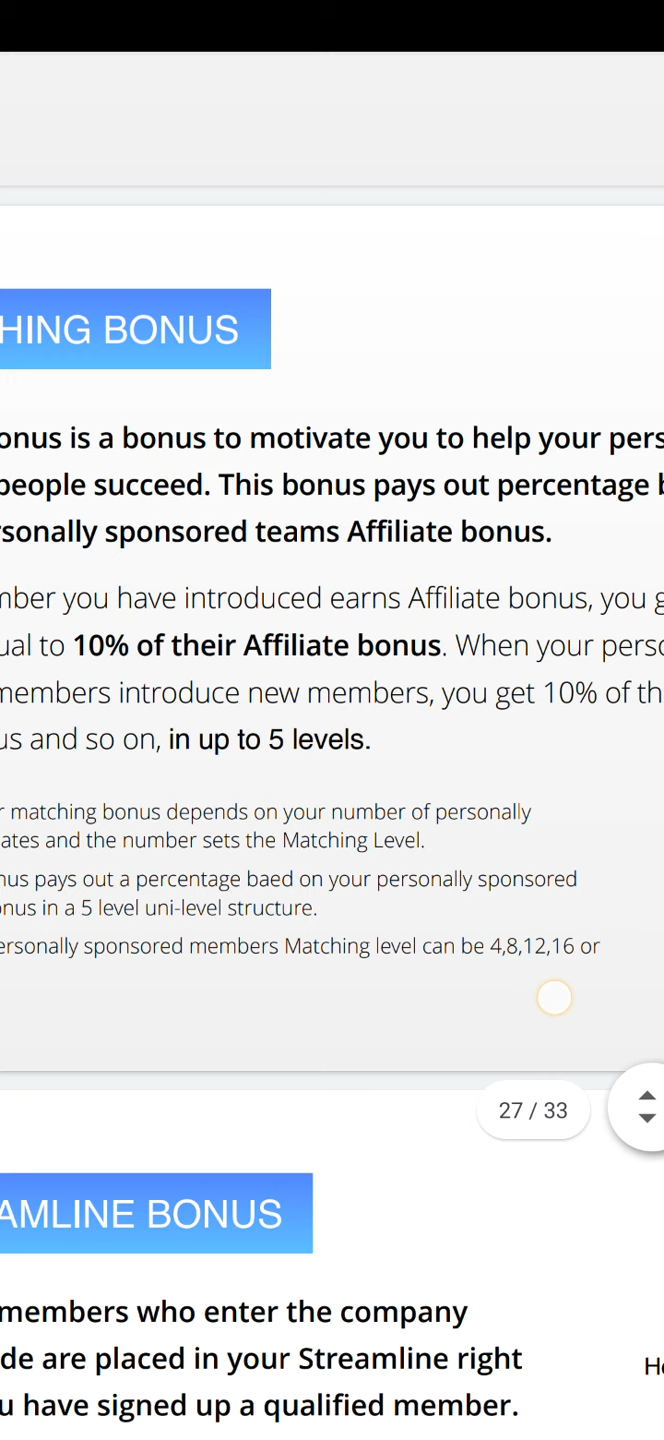 HING BONUS
onus is a bonus to motivate you to help your pers
people succeed. This bonus pays out percentage b
rsonally sponsored teams Affiliate bonus.
mber you have introduced earns Affiliate bonus, you g
ual to 10% of their Affiliate bonus. When your perso
members introduce new members, you get 10% of th
us and so on, in up to 5 levels.
r matching bonus depends on your number of personally
ates and the number sets the Matching Level.
nus pays out a percentage baed on your personally sponsored
onus in a 5 level uni-level structure.
ersonally sponsored members Matching level can be 4,8,12,16 or
27 / 33
AMLINE BONUS
members who enter the company
de are placed in your Streamline right
u have signed up a qualified member.
He